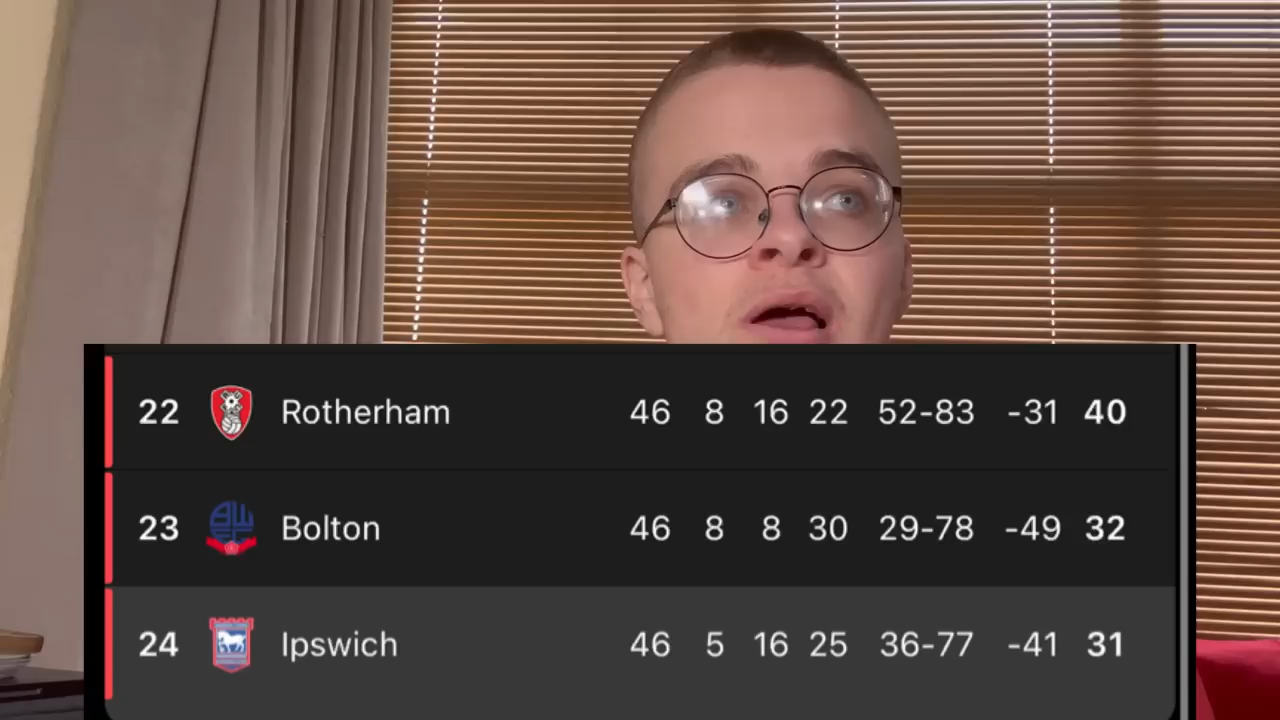 22 Rotherham 46 8 16 22 52-83 -31 40
23 Bolton 46 8 8 30 29-78 -49 32
24 Ipswich 46 5 16 25 36-77 -41 31